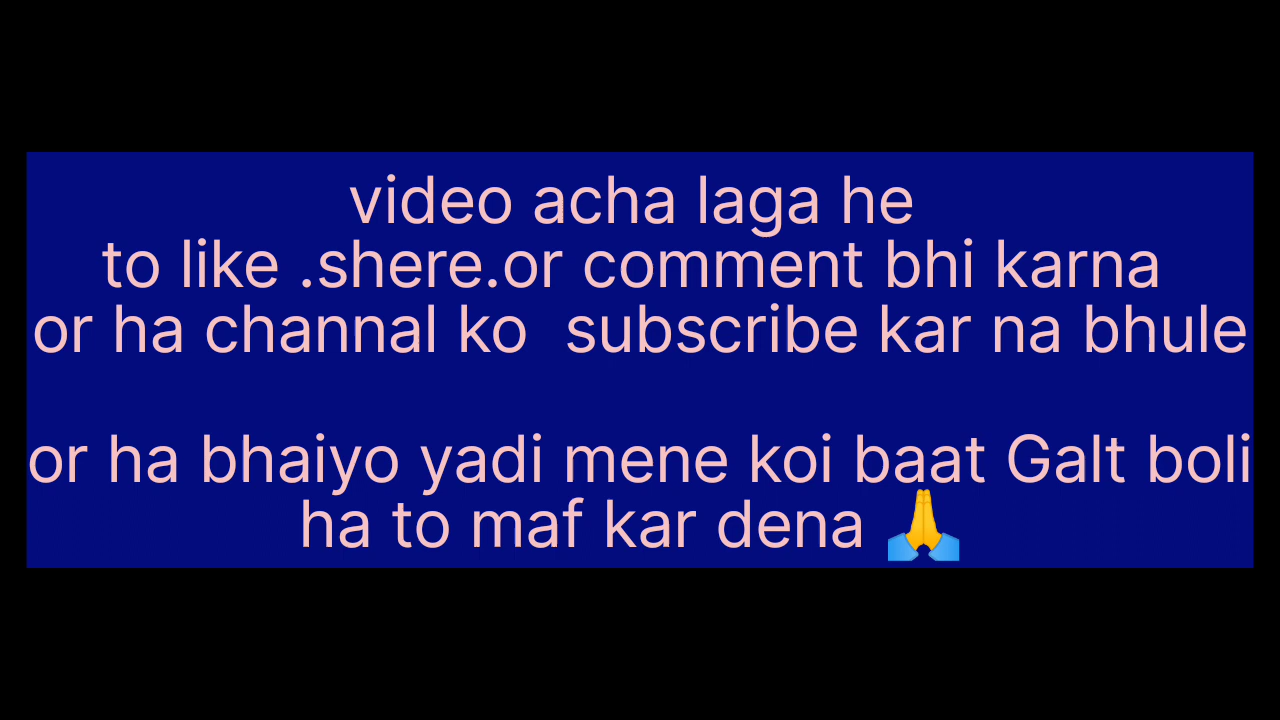 video acha laga he
to like .shere.or comment bhi karna
or ha channal ko  subscribe kar na bhule
or ha bhaiyo yadi mene koi baat Galt boli
ha to maf kar dena 🙏